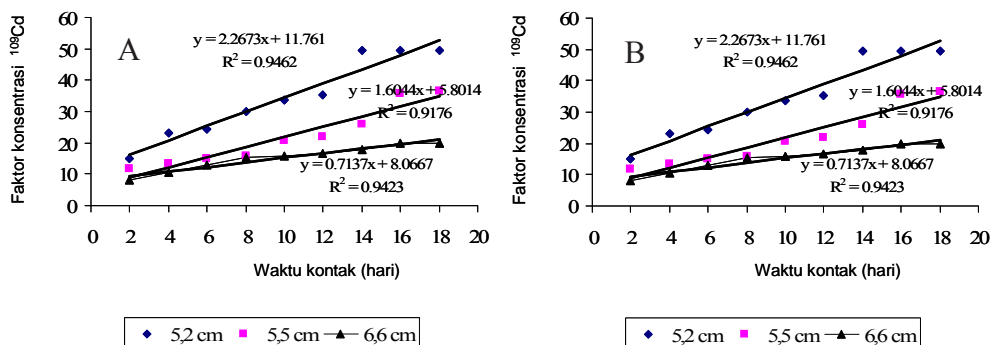 Faktor konsentrasi ¹⁰⁹Cd
60
50
40
30
20
10
0
A
y = 2.2673x + 11.761
R² = 0.9462
y = 1.6044x + 5.8014
R² = 0.9176
y = 0.7137x + 8.0667
R² = 0.9423
0 2 4 6 8 10 12 14 16 18 20
Waktu kontak (hari)
5,2 cm 5,5 cm 6,6 cm
Faktor konsentrasi ¹⁰⁹Cd
60
50
40
30
20
10
0
B
y = 2.2673x + 11.761
R² = 0.9462
y = 1.6044x + 5.8014
R² = 0.9176
y = 0.7137x + 8.0667
R² = 0.9423
0 2 4 6 8 10 12 14 16 18 20
Waktu kontak (hari)
5,2 cm 5,5 cm 6,6 cm